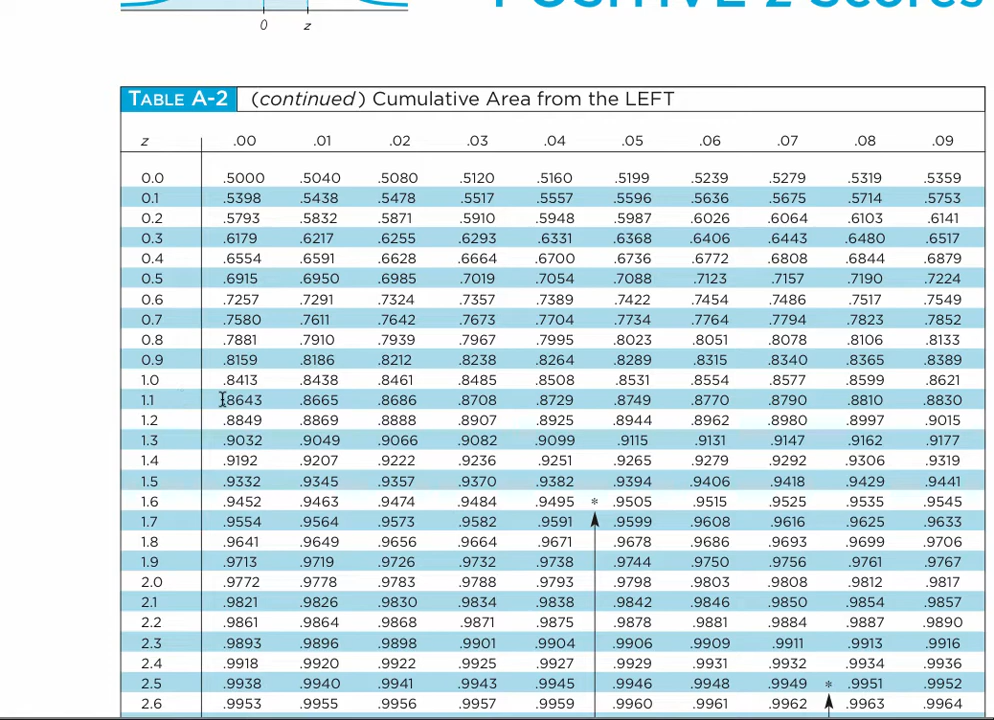 POSITIVE z Scores
0 z
TABLE A-2 (continued) Cumulative Area from the LEFT
z .00 .01 .02 .03 .04 .05 .06 .07 .08 .09
0.0 .5000 .5040 .5080 .5120 .5160 .5199 .5239 .5279 .5319 .5359
0.1 .5398 .5438 .5478 .5517 .5557 .5596 .5636 .5675 .5714 .5753
0.2 .5793 .5832 .5871 .5910 .5948 .5987 .6026 .6064 .6103 .6141
0.3 .6179 .6217 .6255 .6293 .6331 .6368 .6406 .6443 .6480 .6517
0.4 .6554 .6591 .6628 .6664 .6700 .6736 .6772 .6808 .6844 .6879
0.5 .6915 .6950 .6985 .7019 .7054 .7088 .7123 .7157 .7190 .7224
0.6 .7257 .7291 .7324 .7357 .7389 .7422 .7454 .7486 .7517 .7549
0.7 .7580 .7611 .7642 .7673 .7704 .7734 .7764 .7794 .7823 .7852
0.8 .7881 .7910 .7939 .7967 .7995 .8023 .8051 .8078 .8106 .8133
0.9 .8159 .8186 .8212 .8238 .8264 .8289 .8315 .8340 .8365 .8389
1.0 .8413 .8438 .8461 .8485 .8508 .8531 .8554 .8577 .8599 .8621
1.1 .8643 .8665 .8686 .8708 .8729 .8749 .8770 .8790 .8810 .8830
1.2 .8849 .8869 .8888 .8907 .8925 .8944 .8962 .8980 .8997 .9015
1.3 .9032 .9049 .9066 .9082 .9099 .9115 .9131 .9147 .9162 .9177
1.4 .9192 .9207 .9222 .9236 .9251 .9265 .9279 .9292 .9306 .9319
1.5 .9332 .9345 .9357 .9370 .9382 .9394 .9406 .9418 .9429 .9441
1.6 .9452 .9463 .9474 .9484 .9495 * .9505 .9515 .9525 .9535 .9545
1.7 .9554 .9564 .9573 .9582 .9591 .9599 .9608 .9616 .9625 .9633
1.8 .9641 .9649 .9656 .9664 .9671 .9678 .9686 .9693 .9699 .9706
1.9 .9713 .9719 .9726 .9732 .9738 .9744 .9750 .9756 .9761 .9767
2.0 .9772 .9778 .9783 .9788 .9793 .9798 .9803 .9808 .9812 .9817
2.1 .9821 .9826 .9830 .9834 .9838 .9842 .9846 .9850 .9854 .9857
2.2 .9861 .9864 .9868 .9871 .9875 .9878 .9881 .9884 .9887 .9890
2.3 .9893 .9896 .9898 .9901 .9904 .9906 .9909 .9911 .9913 .9916
2.4 .9918 .9920 .9922 .9925 .9927 .9929 .9931 .9932 .9934 .9936
2.5 .9938 .9940 .9941 .9943 .9945 .9946 .9948 .9949 * .9951 .9952
2.6 .9953 .9955 .9956 .9957 .9959 .9960 .9961 .9962 .9963 .9964